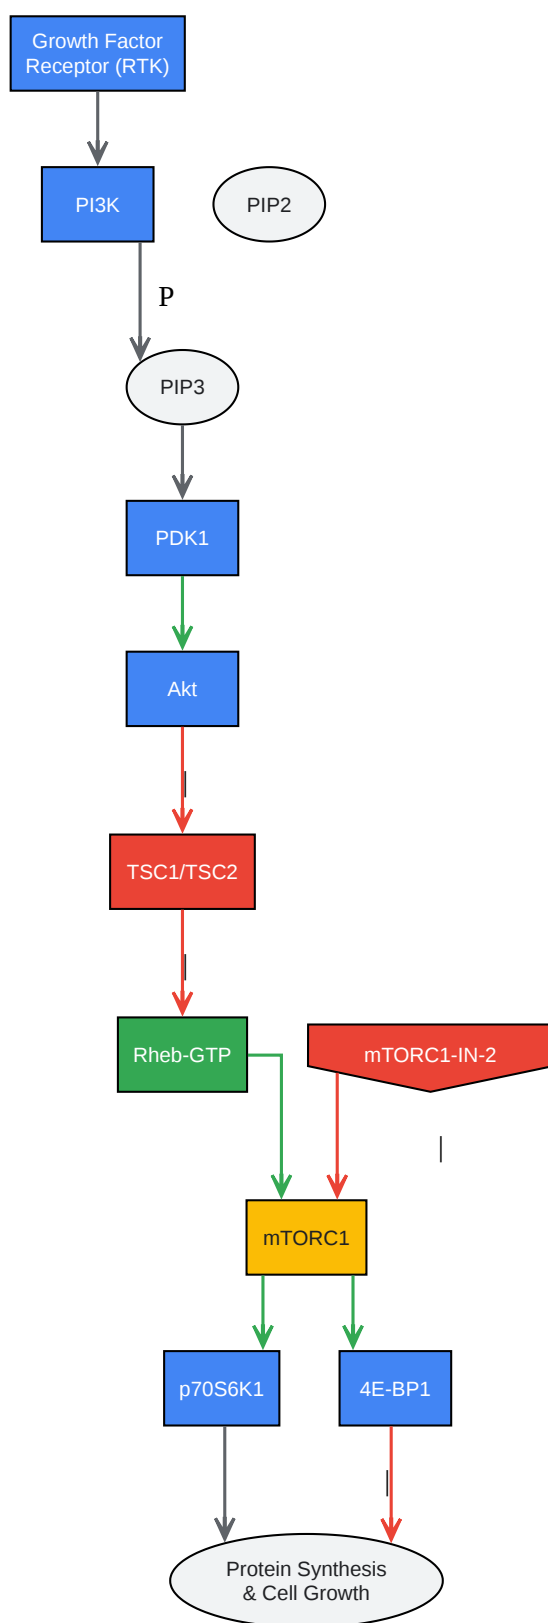 Growth Factor
Receptor (RTK)
PI3K
PIP2
P
PIP3
PDK1
Akt
|
TSC1/TSC2
|
Rheb-GTP
mTORC1-IN-2
|
mTORC1
p70S6K1
4E-BP1
|
Protein Synthesis
& Cell Growth